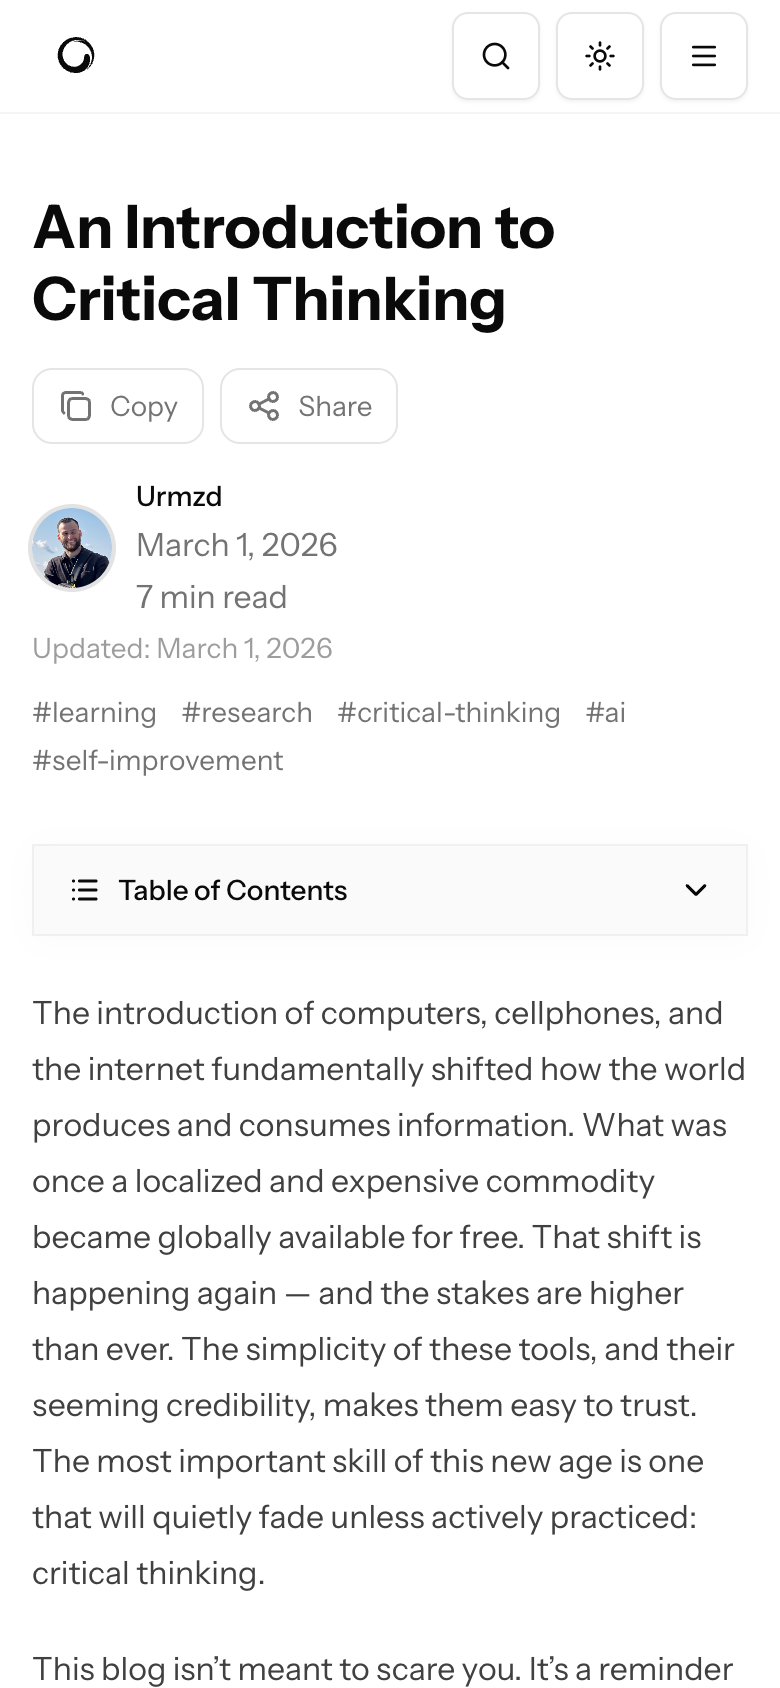 An Introduction to
Critical Thinking
Copy
Share
Urmzd
March 1, 2026
7 min read
Updated: March 1, 2026
#learning #research #critical-thinking #ai
#self-improvement
Table of Contents
The introduction of computers, cellphones, and
the internet fundamentally shifted how the world
produces and consumes information. What was
once a localized and expensive commodity
became globally available for free. That shift is
happening again — and the stakes are higher
than ever. The simplicity of these tools, and their
seeming credibility, makes them easy to trust.
The most important skill of this new age is one
that will quietly fade unless actively practiced:
critical thinking.
This blog isn’t meant to scare you. It’s a reminder